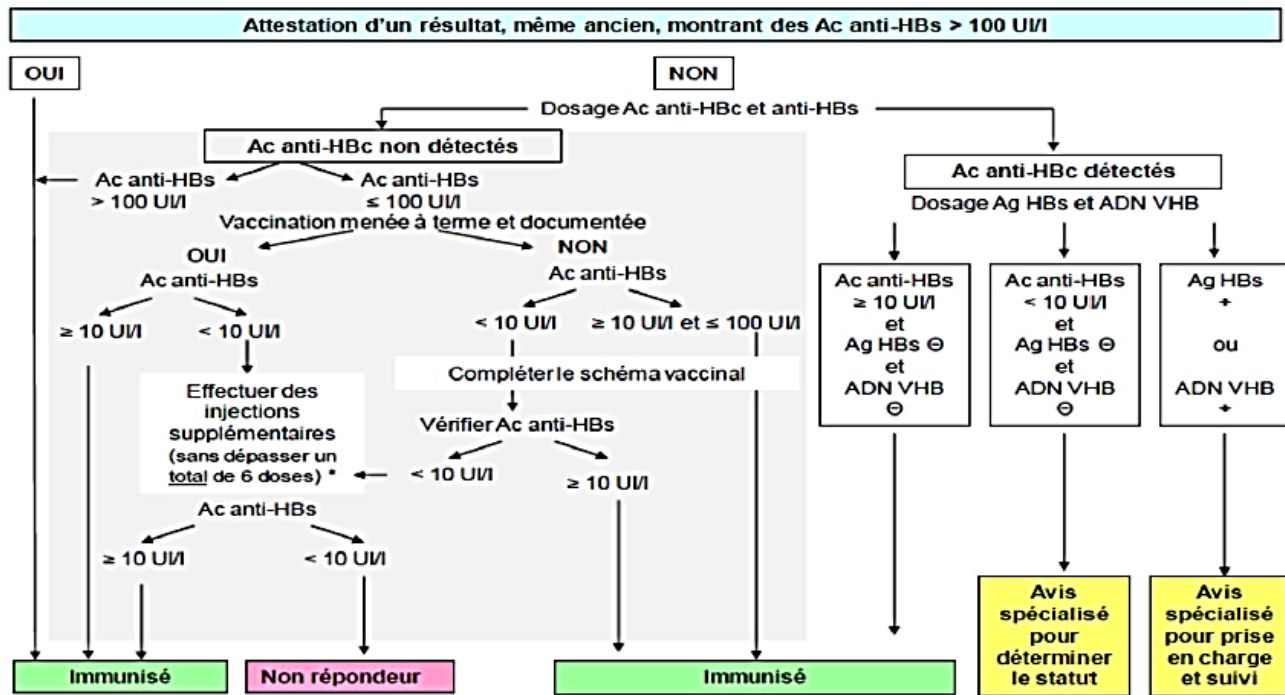 Attestation d'un résultat, même ancien, montrant des Ac anti-HBs > 100 UI/l
OUI
NON
Dosage Ac anti-HBc et anti-HBs
Ac anti-HBc non détectés
Ac anti-HBs
> 100 UI/l
Ac anti-HBs
≤ 100 UI/l
Vaccination menée à terme et documentée
OUI
Ac anti-HBs
≥ 10 UI/l
< 10 UI/l
Effectuer des
injections
supplémentaires
(sans dépasser un
total de 6 doses) *
NON
Ac anti-HBs
< 10 UI/l
≥ 10 UI/l et ≤ 100 UI/l
Compléter le schéma vaccinal
Vérifier Ac anti-HBs
< 10 UI/l
≥ 10 UI/l
Ac anti-HBs
≥ 10 UI/l
< 10 UI/l
Ac anti-HBc détectés
Dosage Ag HBs et ADN VHB
Ac anti-HBs
≥ 10 UI/l
et
Ag HBs ⊖
et
ADN VHB
⊖
Ac anti-HBs
< 10 UI/l
et
Ag HBs ⊖
et
ADN VHB
⊖
Ag HBs
+
ou
ADN VHB
+
Immunisé
Non répondeur
Immunisé
Avis
spécialisé
pour
déterminer
le statut
Avis
spécialisé
pour prise
en charge
et suivi